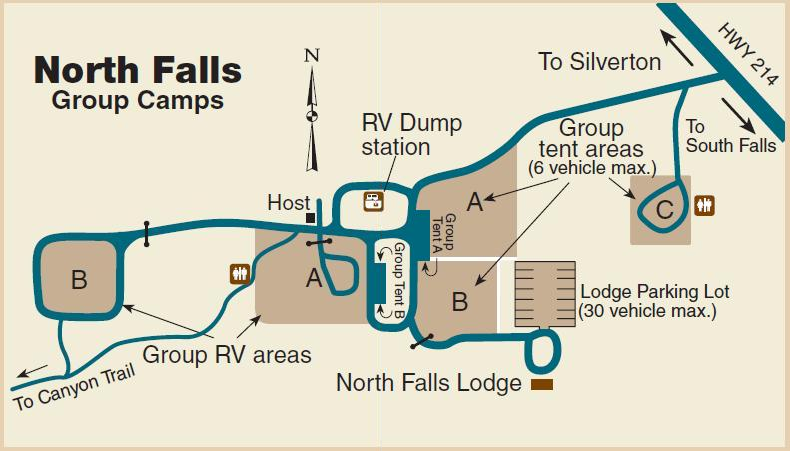 North Falls
Group Camps
N
To Silverton
HWY 214
RV Dump
station
Group
tent areas
(6 vehicle max.)
To
South Falls
Host
A
Group
Tent A
C
B
A
Group Tent B
B
Lodge Parking Lot
(30 vehicle max.)
Group RV areas
To Canyon Trail
North Falls Lodge